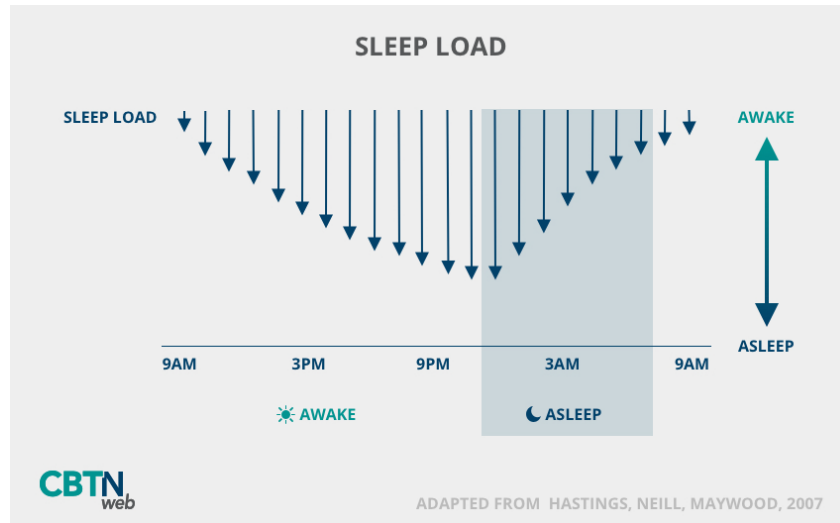 SLEEP LOAD
SLEEP LOAD
AWAKE
ASLEEP
9AM 3PM 9PM 3AM 9AM
AWAKE ASLEEP
CBTN
web
ADAPTED FROM HASTINGS, NEILL, MAYWOOD, 2007